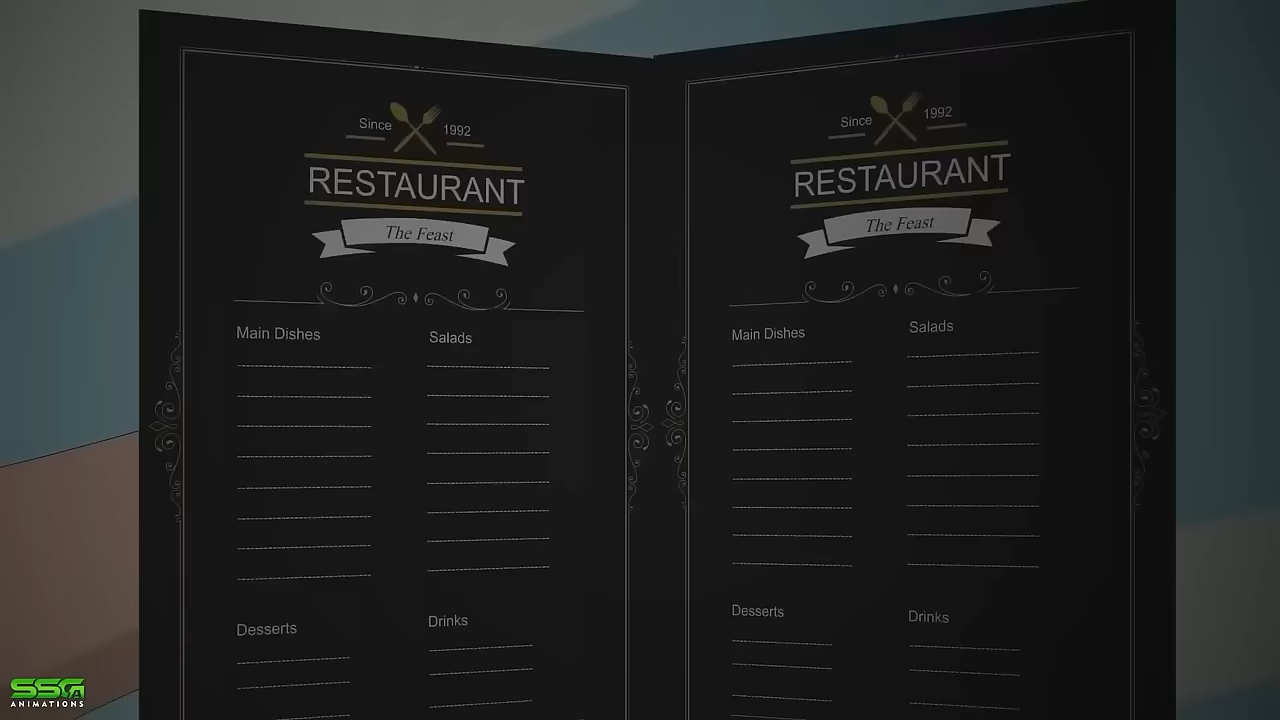 Since 1992
RESTAURANT
The Feast
Main Dishes
Salads
Desserts
Drinks
Since 1992
RESTAURANT
The Feast
Main Dishes
Salads
Desserts
Drinks
SSGA
ANIMATIONS